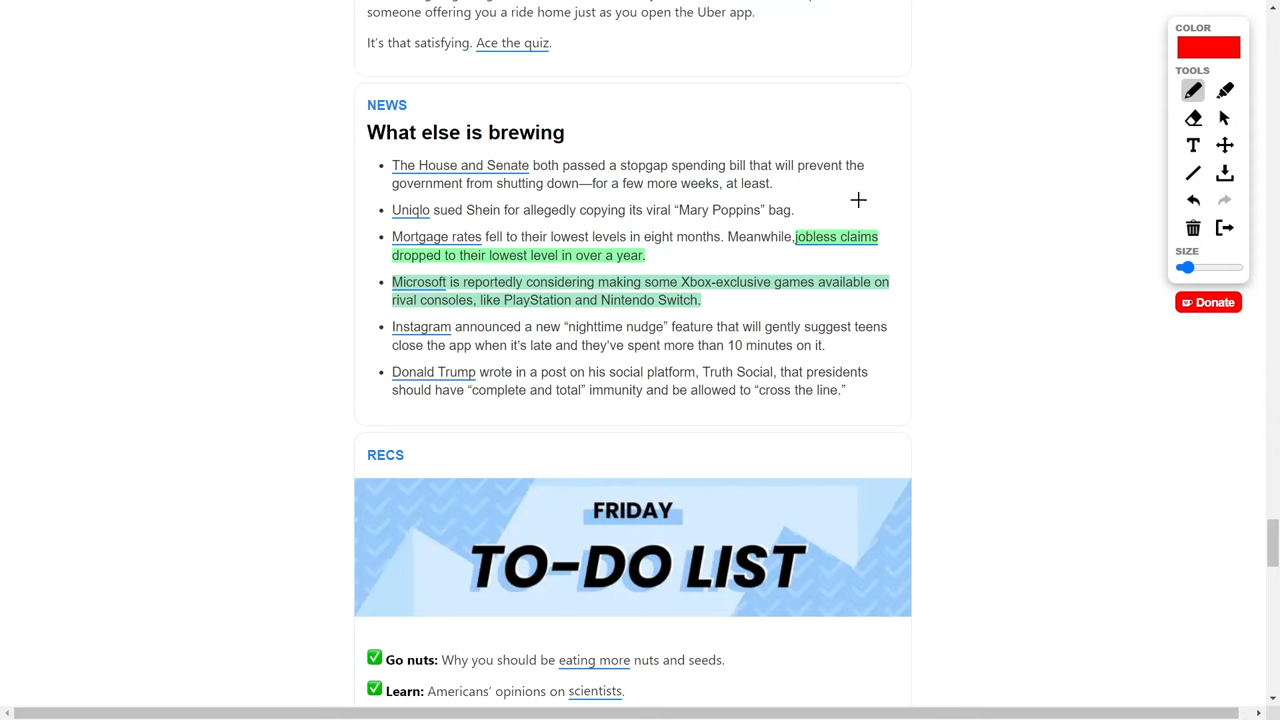 someone offering you a ride home just as you open the Uber app.
It's that satisfying. Ace the quiz.
NEWS
What else is brewing
• The House and Senate both passed a stopgap spending bill that will prevent the
government from shutting down—for a few more weeks, at least.
• Uniqlo sued Shein for allegedly copying its viral “Mary Poppins” bag.
• Mortgage rates fell to their lowest levels in eight months. Meanwhile,jobless claims
dropped to their lowest level in over a year.
• Microsoft is reportedly considering making some Xbox-exclusive games available on
rival consoles, like PlayStation and Nintendo Switch.
• Instagram announced a new “nighttime nudge” feature that will gently suggest teens
close the app when it’s late and they’ve spent more than 10 minutes on it.
• Donald Trump wrote in a post on his social platform, Truth Social, that presidents
should have “complete and total” immunity and be allowed to “cross the line.”
RECS
FRIDAY
TO-DO LIST
Go nuts: Why you should be eating more nuts and seeds.
Learn: Americans’ opinions on scientists.
COLOR
TOOLS
T
SIZE
Donate